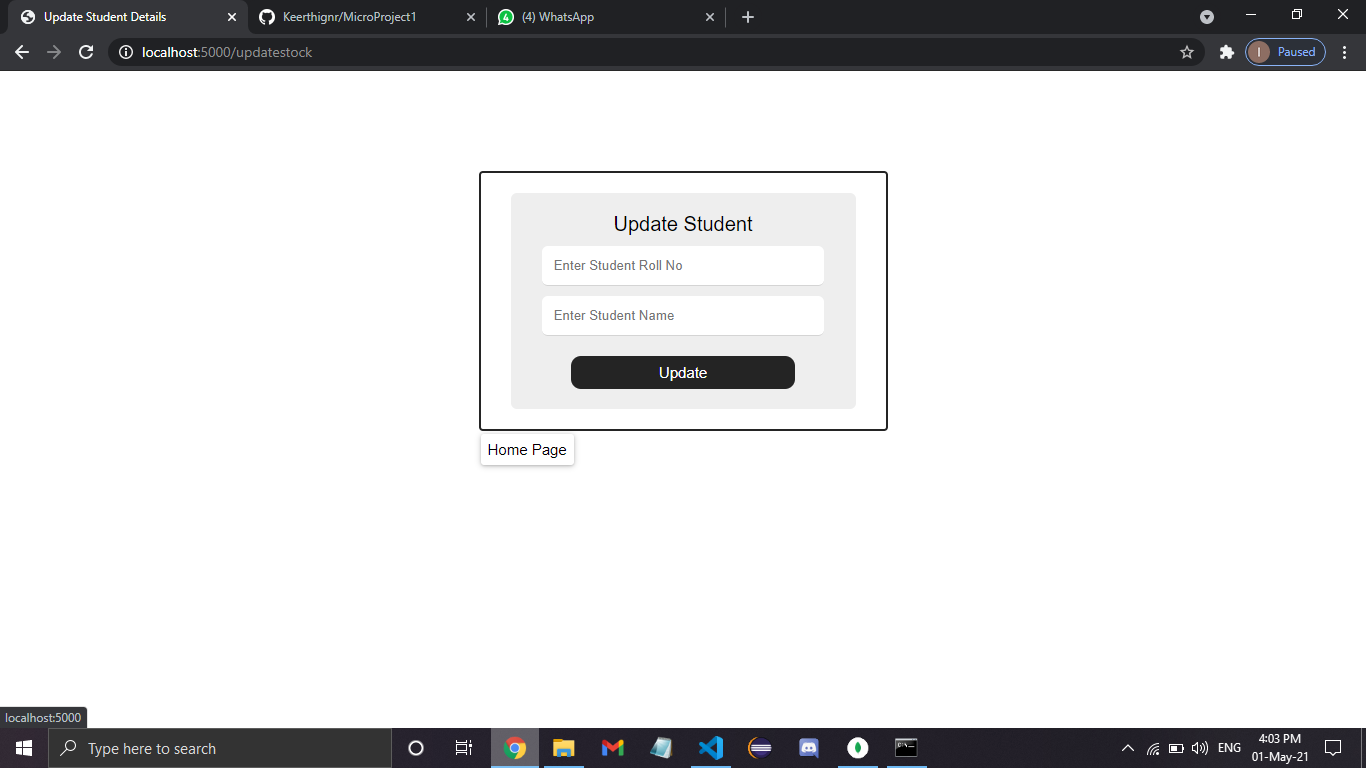 Update Student Details
Keerthignr/MicroProject1
4
(4) WhatsApp
localhost:5000/updatestock
I
Paused
Update Student
Enter Student Roll No
Enter Student Name
Update
Home Page
localhost:5000
Type here to search
ENG
4:03 PM
01-May-21